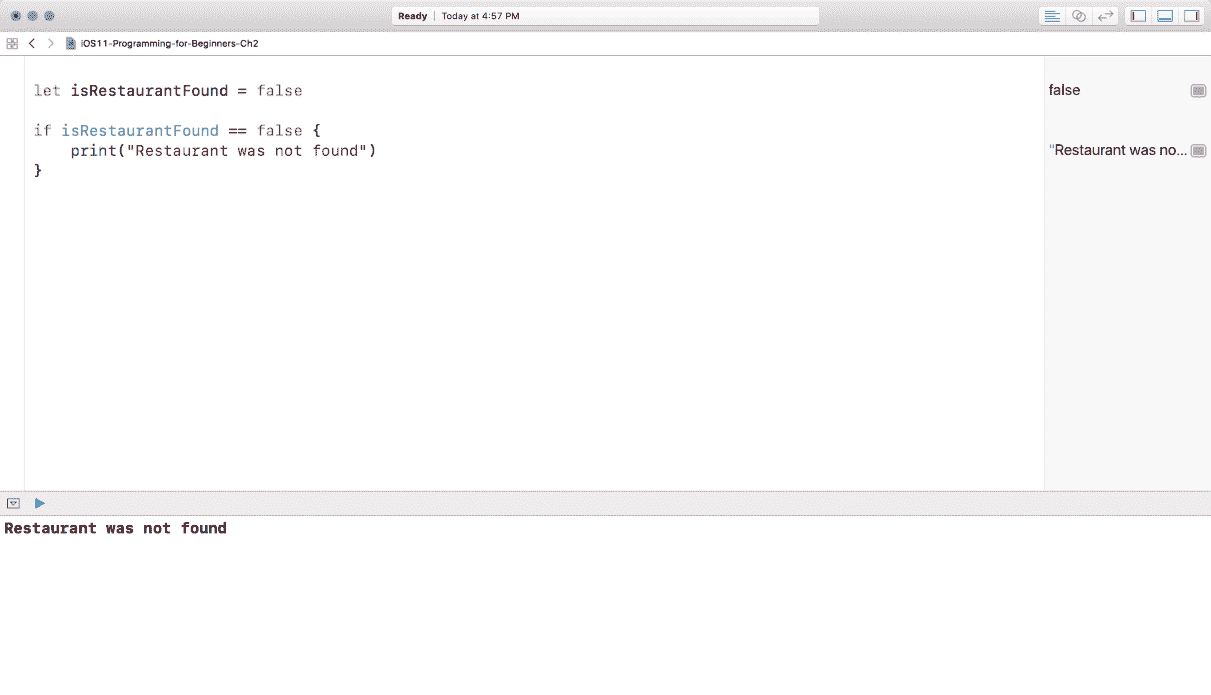 Ready | Today at 4:57 PM
iOS11-Programming-for-Beginners-Ch2
let isRestaurantFound = false
false
if isRestaurantFound == false {
print("Restaurant was not found")
"Restaurant was no...
}
Restaurant was not found